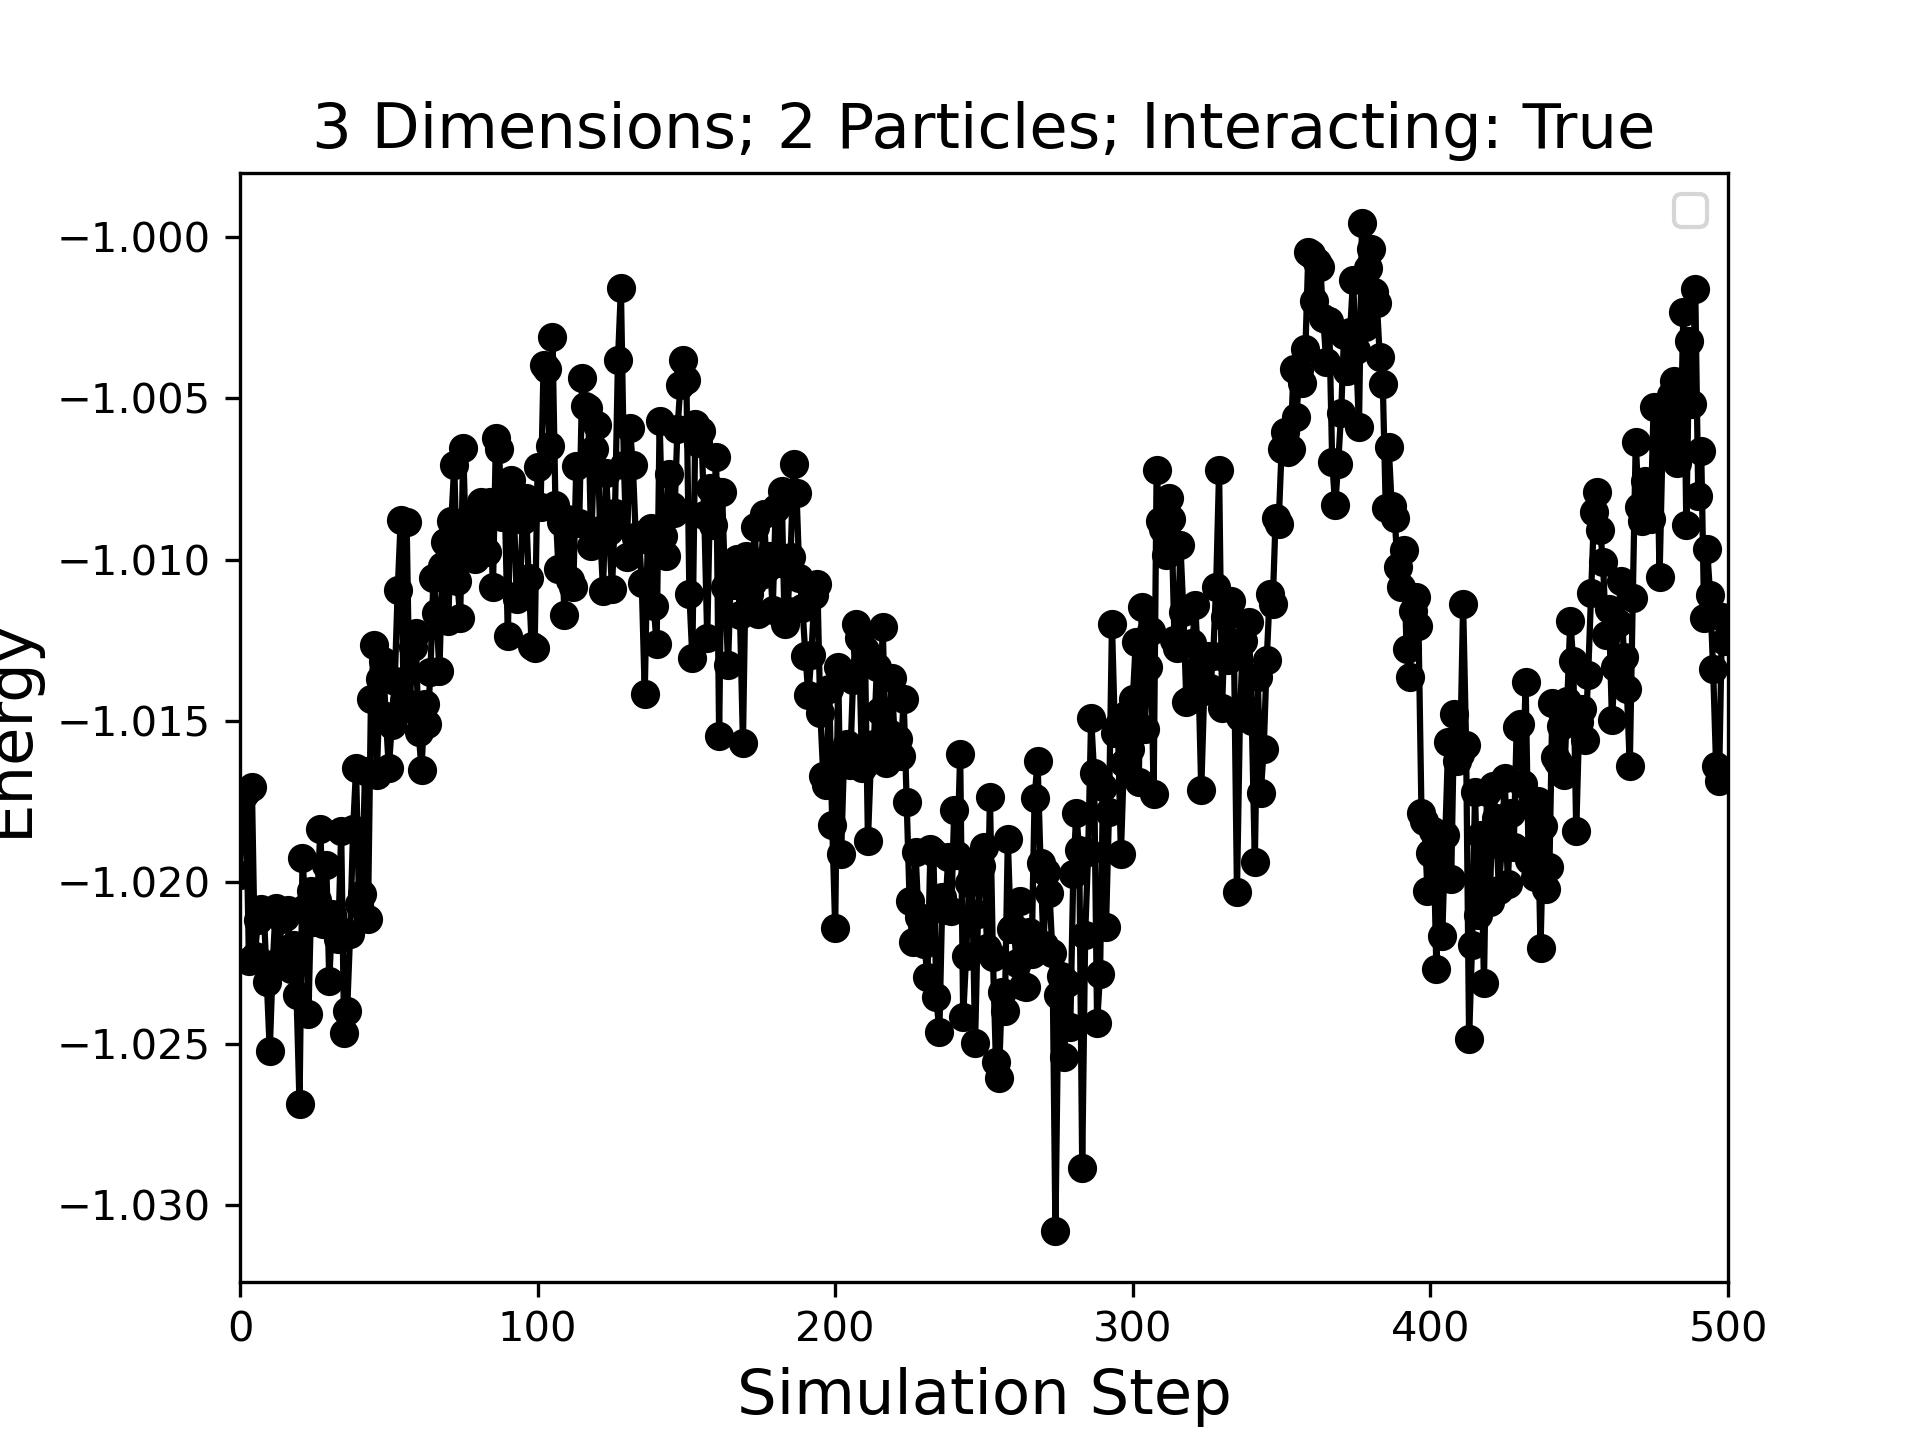 3 Dimensions; 2 Particles; Interacting: True
−1.000
−1.005
−1.010
−1.015
−1.020
−1.025
−1.030
Energy
0 100 200 300 400 500
Simulation Step